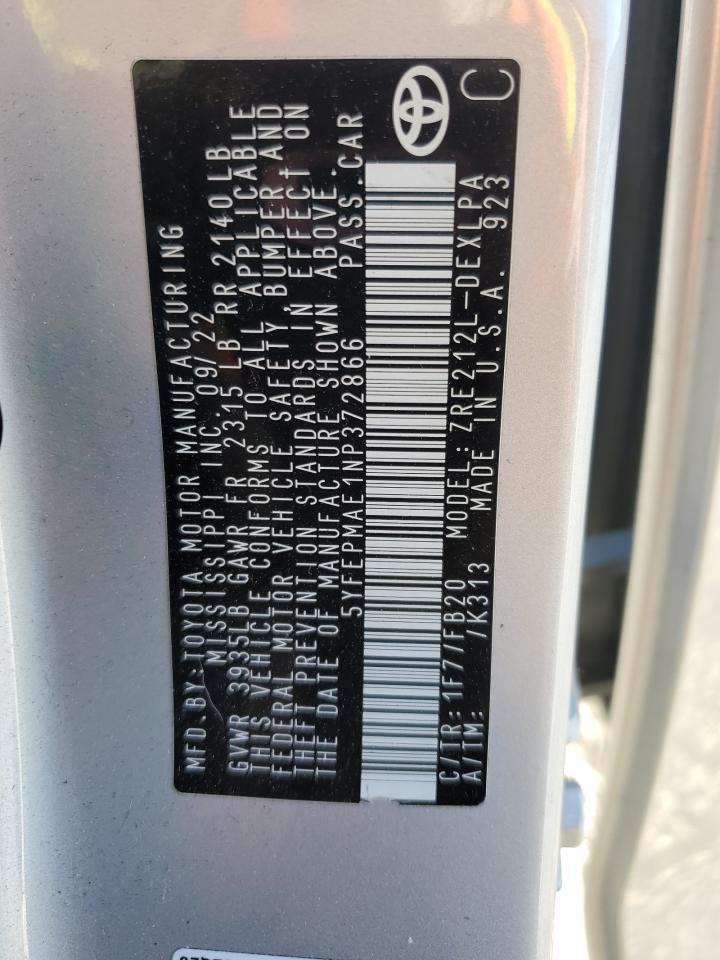 MFD.BY:TOYOTA MOTOR MANUFACTURING
MISSISSIPPI INC. 09/22
GVWR 3935LB GAWR FR 2315 LB RR 2140LB
THIS VEHICLE CONFORMS TO ALL APPLICABLE
FEDERAL MOTOR VEHICLE SAFETY, BUMPER AND
THEFT PREVENTION STANDARDS IN EFFECT ON
THE DATE OF MANUFACTURE SHOWN ABOVE.
5YFEPMAE1NP372866 PASS.CAR
C/TR: 1F7/FB20 MODEL: ZRE212L-DEXLPA
A/TM: /K313 MADE IN U.S.A. 923
C